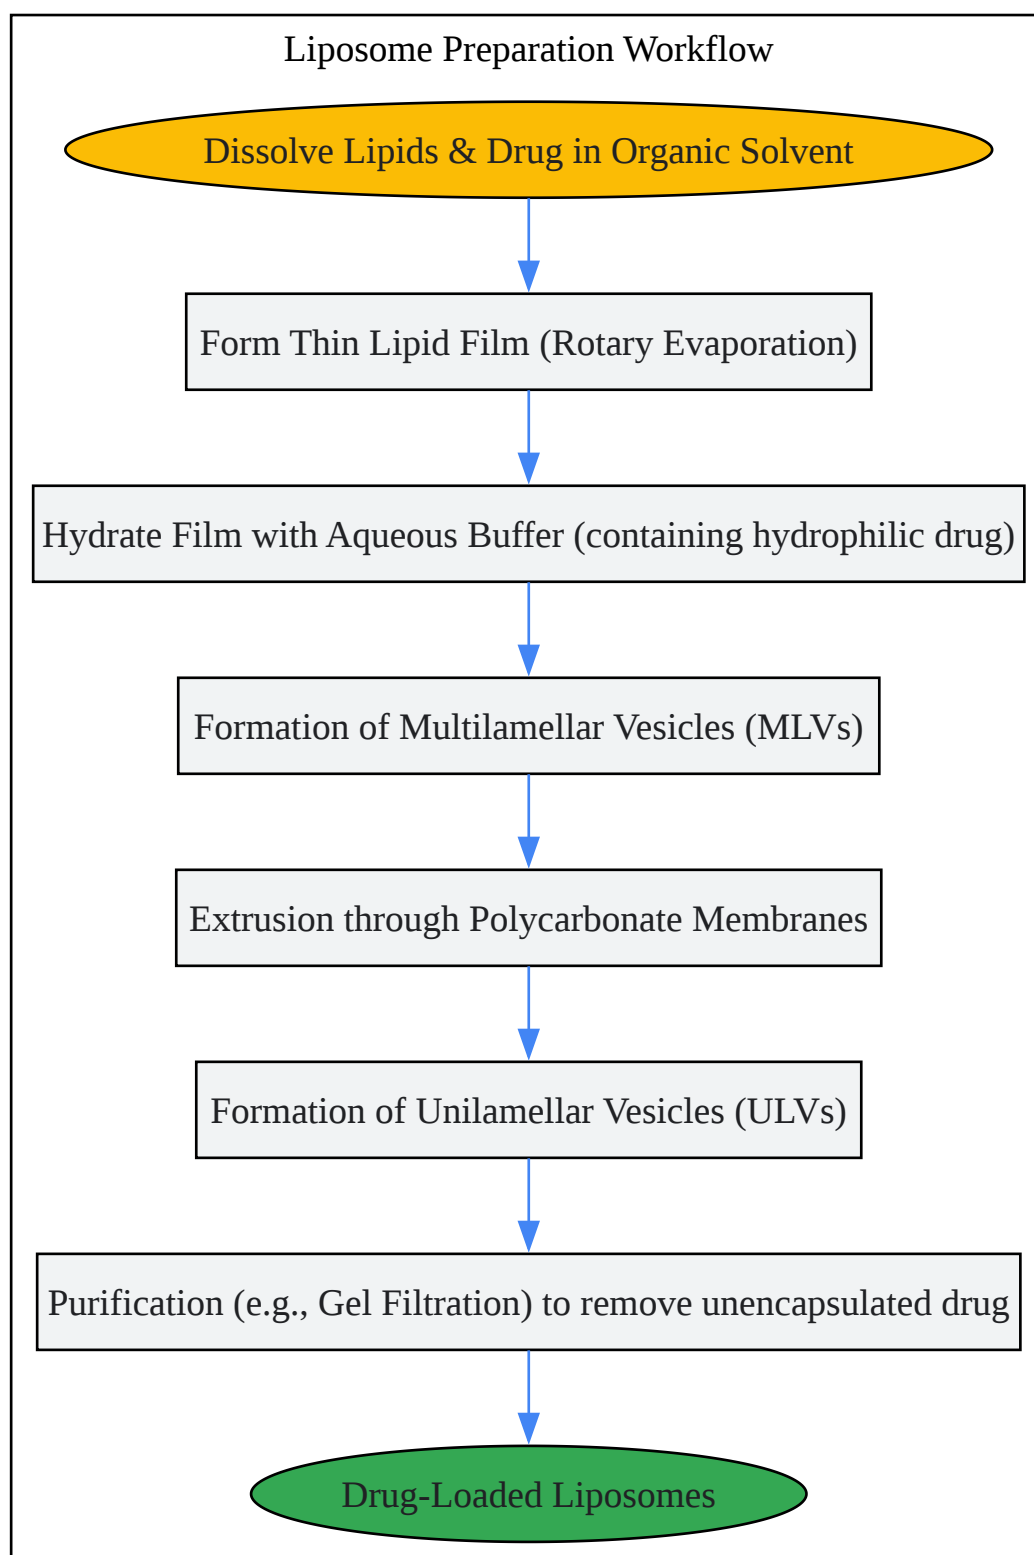 Liposome Preparation Workflow
Dissolve Lipids & Drug in Organic Solvent
Form Thin Lipid Film (Rotary Evaporation)
Hydrate Film with Aqueous Buffer (containing hydrophilic drug)
Formation of Multilamellar Vesicles (MLVs)
Extrusion through Polycarbonate Membranes
Formation of Unilamellar Vesicles (ULVs)
Purification (e.g., Gel Filtration) to remove unencapsulated drug
Drug-Loaded Liposomes